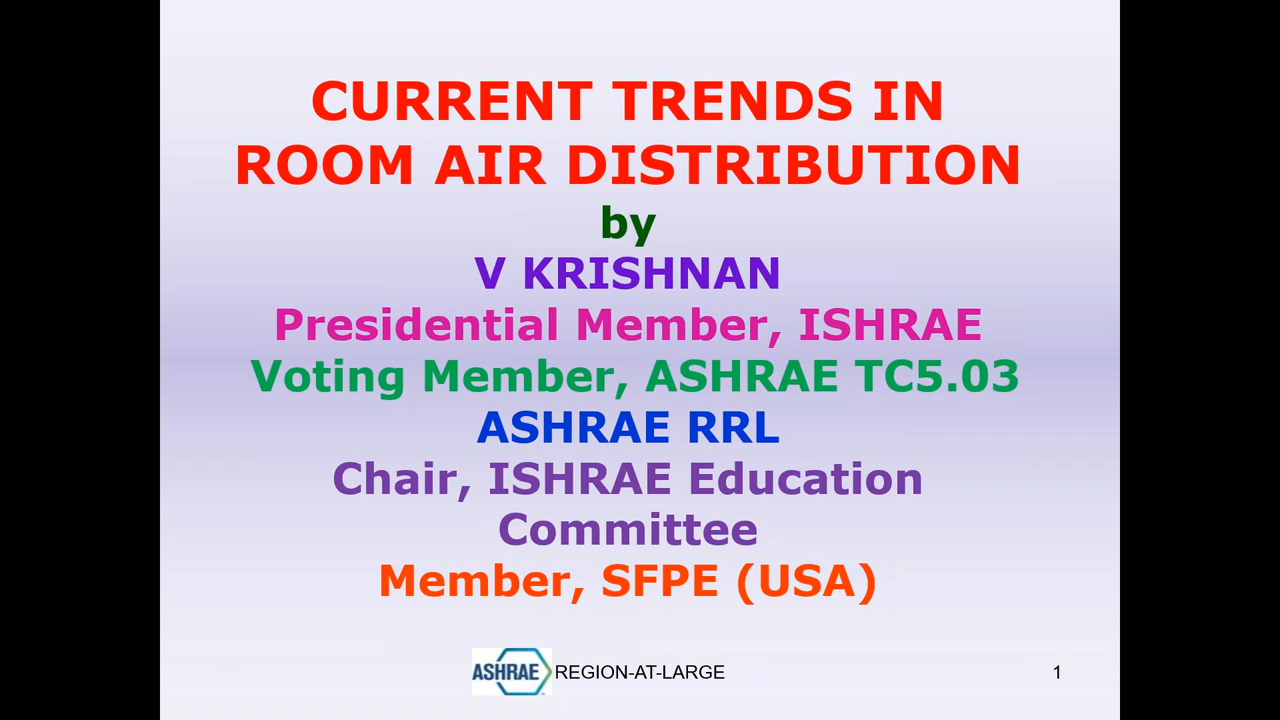 CURRENT TRENDS IN
ROOM AIR DISTRIBUTION
by
V KRISHNAN
Presidential Member, ISHRAE
Voting Member, ASHRAE TC5.03
ASHRAE RRL
Chair, ISHRAE Education
Committee
Member, SFPE (USA)
ASHRAE REGION-AT-LARGE 1